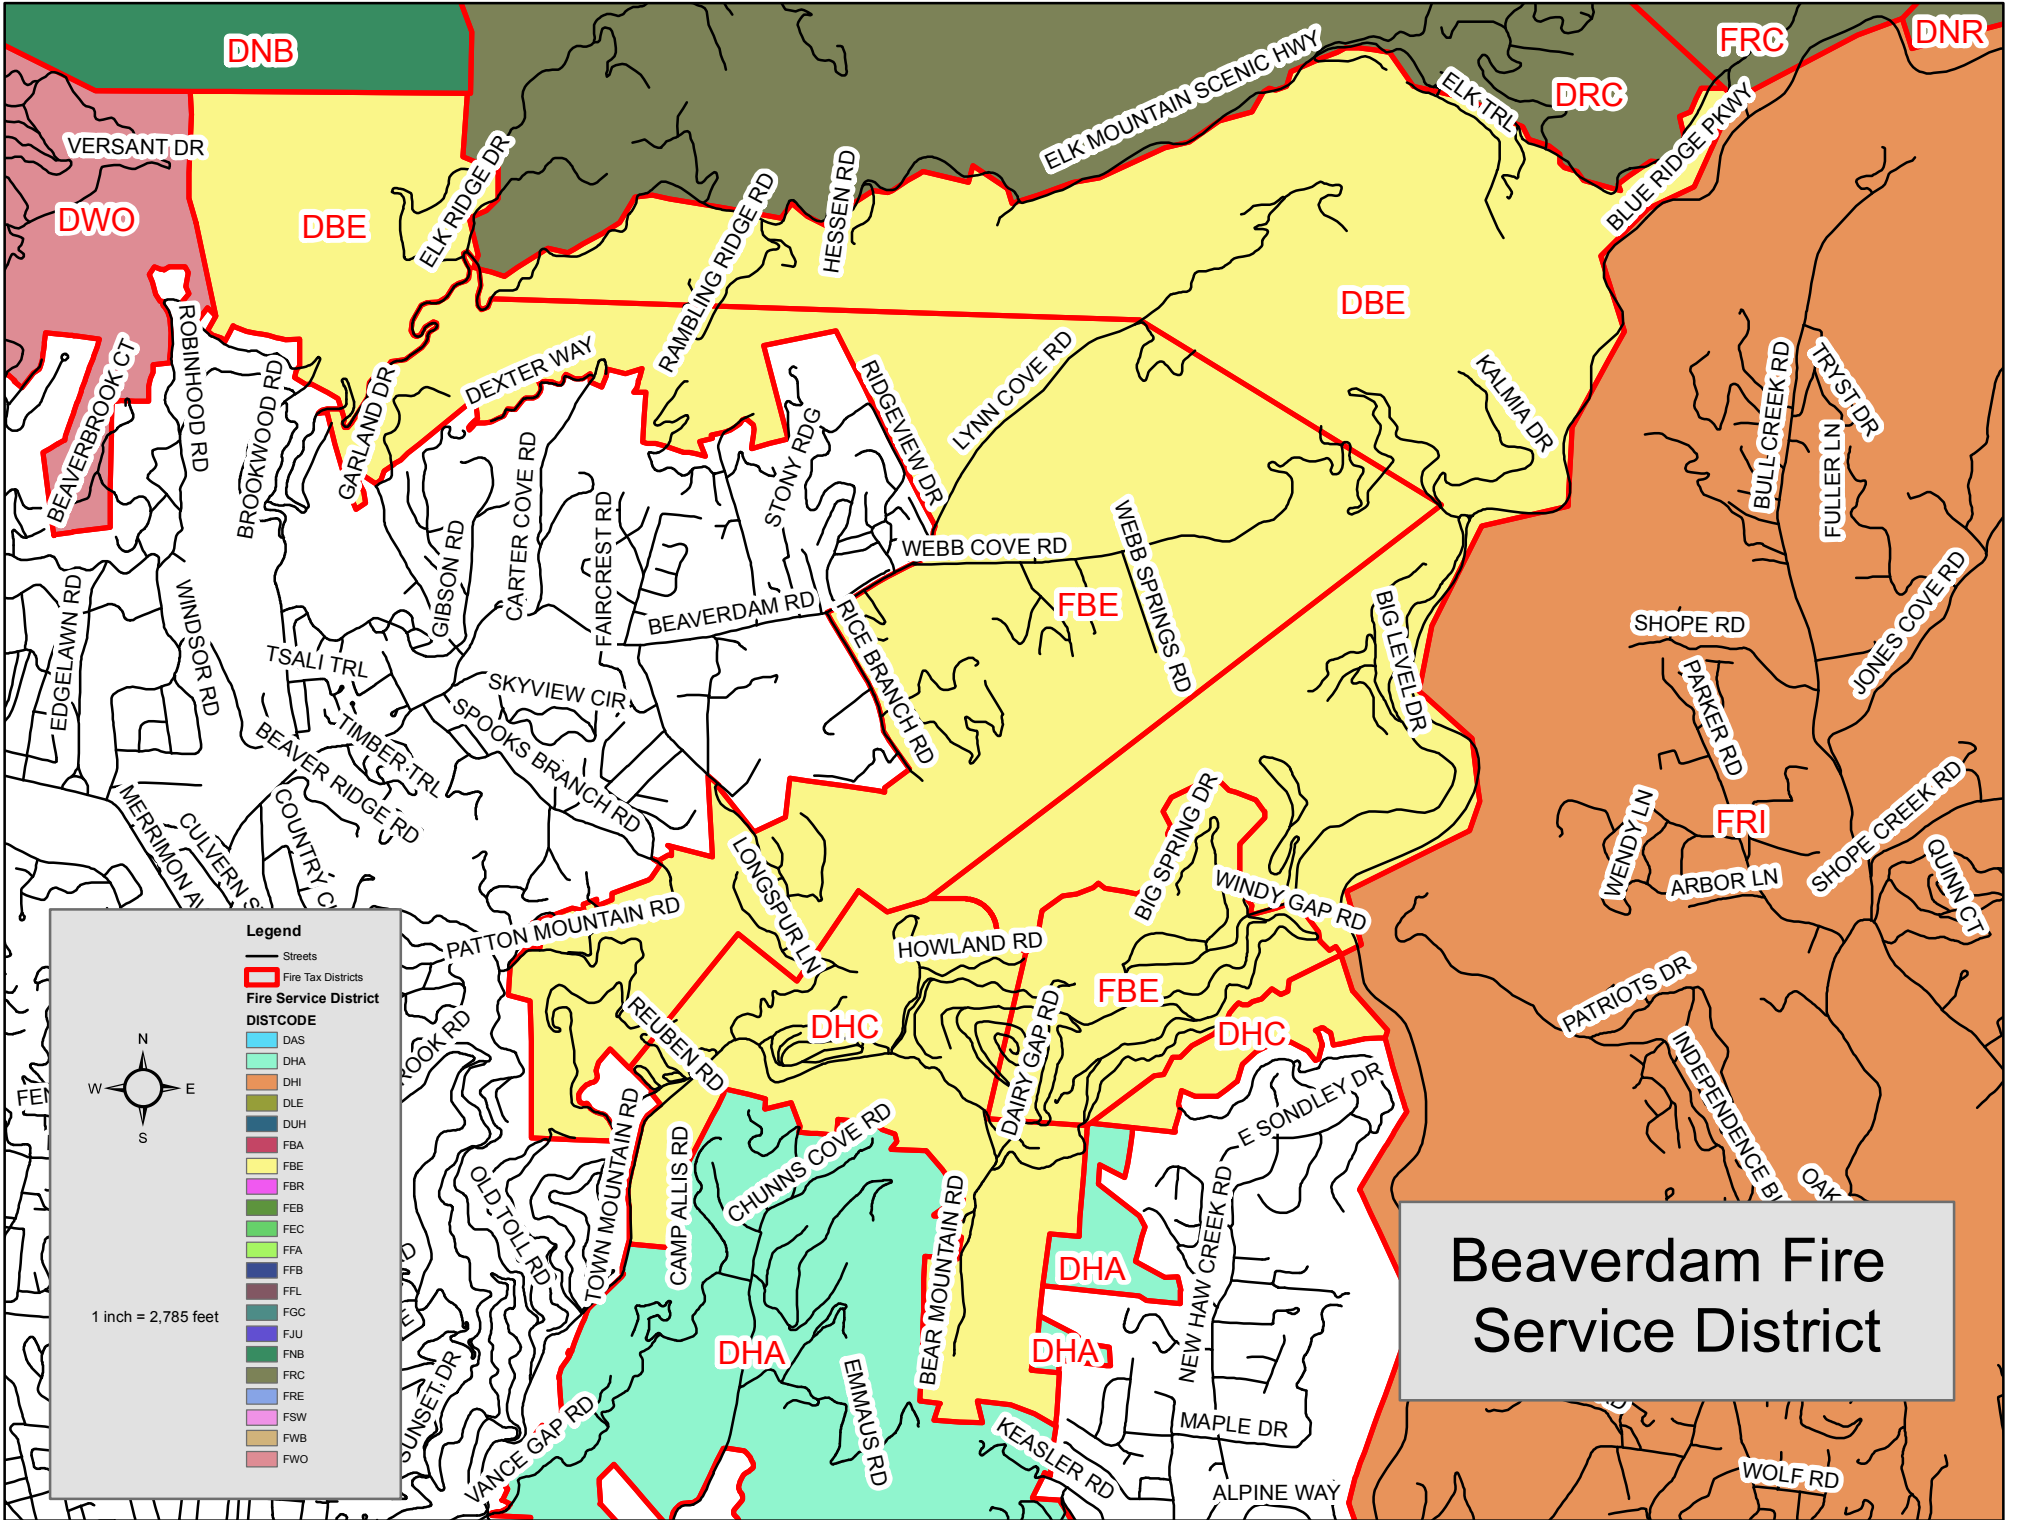 DNB
FRC
DNR
DRC
ELK MOUNTAIN SCENIC HWY
ELK TRL
BLUE RIDGE PKWY
VERSANT DR
DWO
DBE
ELK RIDGE DR
RAMBLING RIDGE RD
HESSEN RD
DBE
ROBINHOOD RD
BEAVERBROOK CT
BROOKWOOD RD
GARLAND DR
DEXTER WAY
RIDGEVIEW DR
LYNN COVE RD
KALMIA DR
BULL CREEK RD
TRYST DR
FULLER LN
STONY RDG
CARTER COVE RD
GIBSON RD
FAIRCREST RD
WEBB COVE RD
WEBB SPRINGS RD
FBE
JONES COVE RD
EDGELAWN RD
WINDSOR RD
BEAVERDAM RD
RICE BRANCH RD
BIG LEVEL DR
SHOPE RD
PARKER RD
TSALI TRL
SKYVIEW CIR
SPOOKS BRANCH RD
TIMBER TRL
BEAVER RIDGE RD
MERRIMON AV
CULVERN S
COUNTRY C
LONGSPUR LN
BIG SPRING DR
WINDY GAP RD
WENDY LN
FRI
SHOPE CREEK RD
ARBOR LN
QUINN CT
PATTON MOUNTAIN RD
HOWLAND RD
FBE
DHC
DHC
REUBEN RD
DAIRY GAP RD
PATRIOTS DR
INDEPENDENCE B
OAK
ROOK RD
FE
E SONDLEY DR
OLD TOLL RD
TOWN MOUNTAIN RD
CAMP ALLIS RD
CHUNNS COVE RD
BEAR MOUNTAIN RD
NEW HAW CREEK RD
DHA
DHA
DHA
EMMAUS RD
SUNSET DR
VANCE GAP RD
KEASLER RD
MAPLE DR
ALPINE WAY
WOLF RD
Legend
Streets
Fire Tax Districts
Fire Service District
DISTCODE
DAS
DHA
DHI
DLE
DUH
FBA
FBE
FBR
FEB
FEC
FFA
FFB
FFL
FGC
FJU
FNB
FRC
FRE
FSW
FWB
FWO
N
W E
S
1 inch = 2,785 feet
Beaverdam Fire
Service District